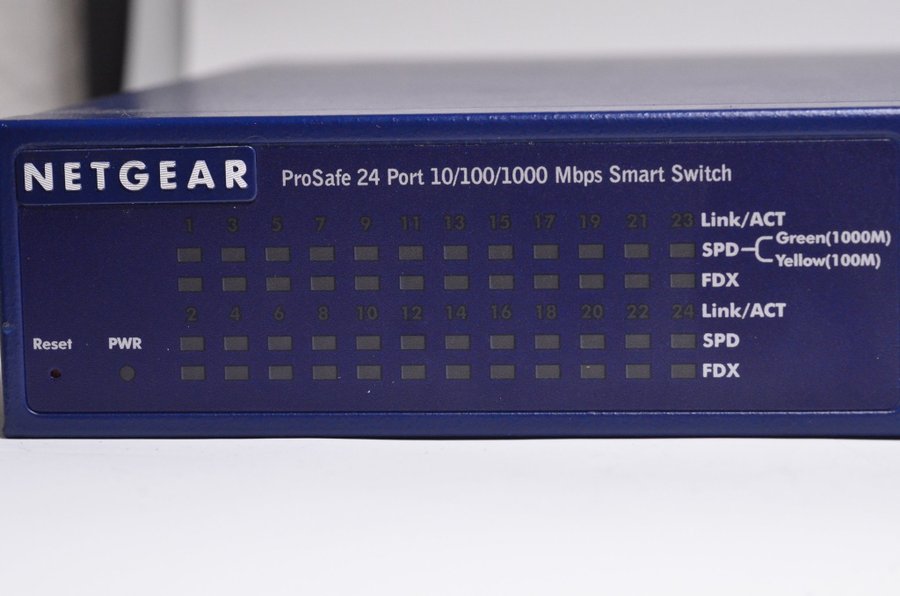 NETGEAR
ProSafe 24 Port 10/100/1000 Mbps Smart Switch
1 3 5 7 9 11 13 15 17 19 21 23 Link/ACT
SPD Green(1000M)
Yellow(100M)
FDX
2 4 6 8 10 12 14 16 18 20 22 24 Link/ACT
Reset PWR SPD
FDX